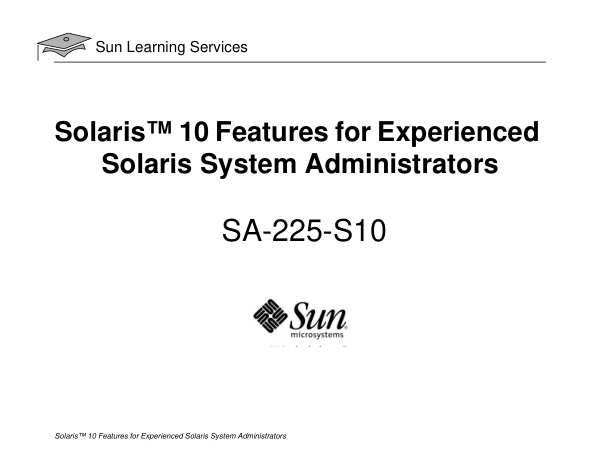 Sun Learning Services
Solaris™ 10 Features for Experienced
Solaris System Administrators
SA-225-S10
Sun
microsystems
Solaris™ 10 Features for Experienced Solaris System Administrators